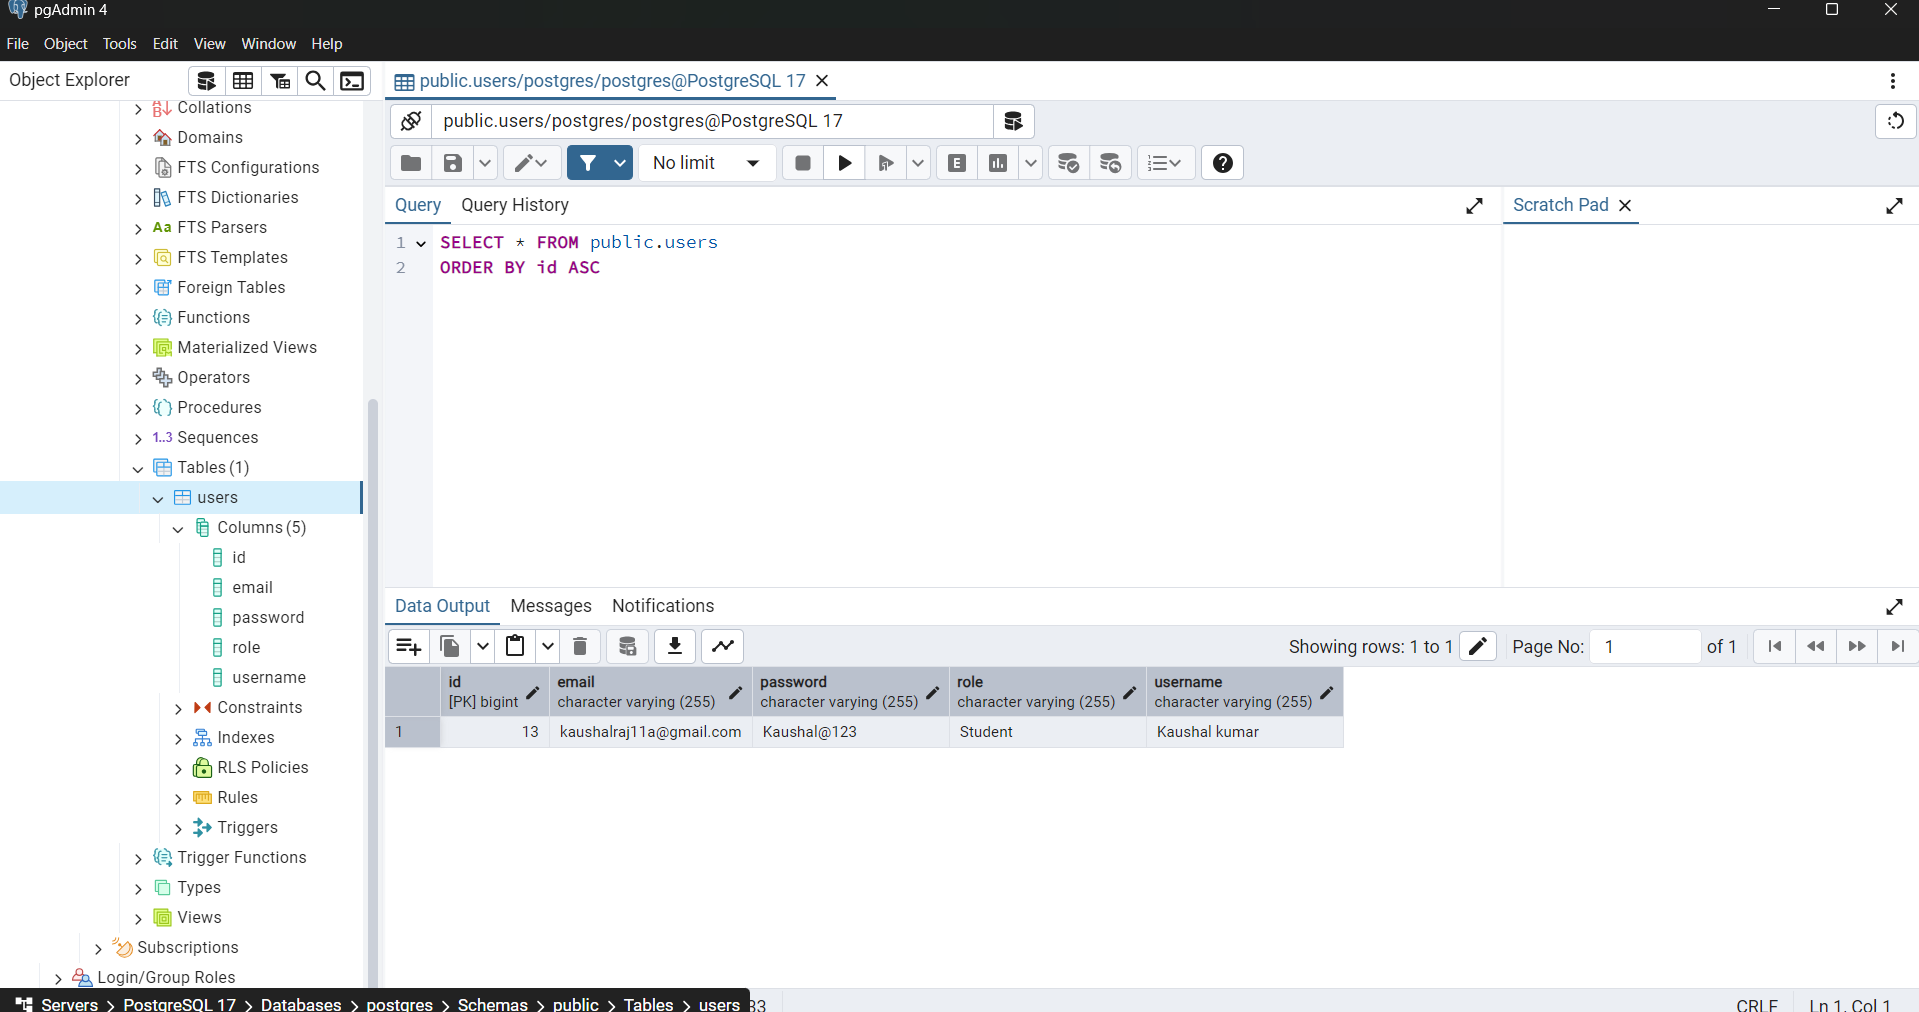 pgAdmin 4
File Object Tools Edit View Window Help
Object Explorer
Collations
Domains
FTS Configurations
FTS Dictionaries
Aa FTS Parsers
FTS Templates
Foreign Tables
Functions
Materialized Views
Operators
Procedures
1..3 Sequences
Tables (1)
users
Columns (5)
id
email
password
role
username
Constraints
Indexes
RLS Policies
Rules
Triggers
Trigger Functions
Types
Views
Subscriptions
Login/Group Roles
public.users/postgres/postgres@PostgreSQL 17
public.users/postgres/postgres@PostgreSQL 17
No limit
E
Query Query History
Scratch Pad
1 SELECT * FROM public.users
2 ORDER BY id ASC
Data Output Messages Notifications
Showing rows: 1 to 1 Page No: 1 of 1
id email password role username
[PK] bigint character varying (255) character varying (255) character varying (255) character varying (255)
1 13 kaushalraj11a@gmail.com Kaushal@123 Student Kaushal kumar
Servers > PostgreSQL 17 > Databases > postgres > Schemas > public > Tables > users
CRLF Ln 1, Col 1